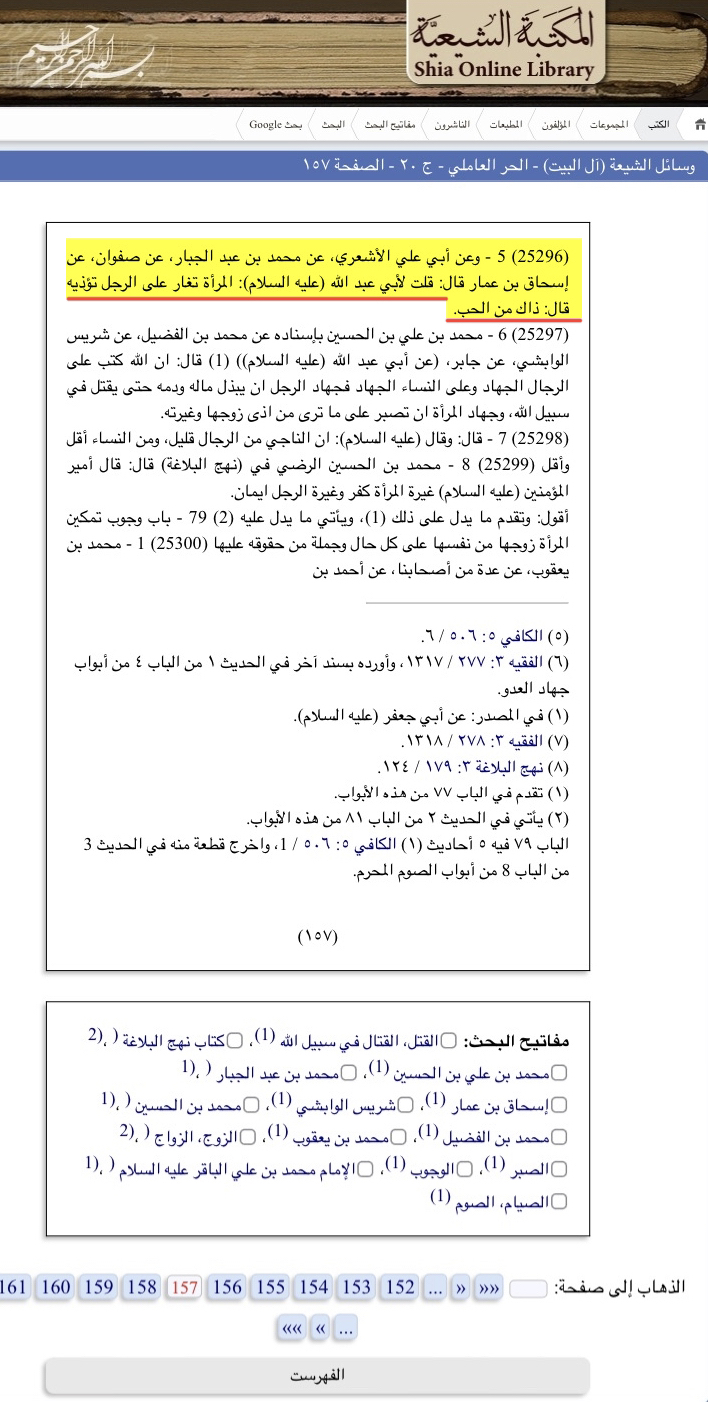 المكتبة الشيعية
Shia Online Library
بسم الله الرحمن الرحيم
الكتب
المجموعات
المؤلفون
الطبعات
الناشرون
مفاتيح البحث
البحث
بحث Google
وسائل الشيعة (آل البيت) - الحر العاملي - ج ٢٠ - الصفحة ١٥٧
(25296) 5 - وعن أبي علي الأشعري، عن محمد بن عبد الجبار، عن صفوان، عن
إسحاق بن عمار قال: قلت لأبي عبد الله (عليه السلام): المرأة تغار على الرجل تؤذيه
قال: ذاك من الحب.
(25297) 6 - محمد بن علي بن الحسين بإسناده عن محمد بن الفضيل، عن شريس
الوابشي، عن جابر، (عن أبي عبد الله (عليه السلام)) (1) قال: ان الله كتب على
الرجال الجهاد وعلى النساء الجهاد فجهاد الرجل ان يبذل ماله ودمه حتى يقتل في
سبيل الله، وجهاد المرأة ان تصبر على ما ترى من اذى زوجها وغيرته.
(25298) 7 - قال: وقال (عليه السلام): ان الناجي من الرجال قليل، ومن النساء أقل
وأقل (25299) 8 - محمد بن الحسين الرضي في (نهج البلاغة) قال: قال أمير
المؤمنين (عليه السلام) غيرة المرأة كفر وغيرة الرجل ايمان.
أقول: وتقدم ما يدل على ذلك (1)، ويأتي ما يدل عليه (2) 79 - باب وجوب تمكين
المرأة زوجها من نفسها على كل حال وجملة من حقوقه عليها (25300) 1 - محمد بن
يعقوب، عن عدة من أصحابنا، عن أحمد بن
(٥) الكافي ٥: ٥٠٦ / ٦.
(٦) الفقيه ٣: ٢٧٧ / ١٣١٧، وأورده بسند آخر في الحديث ١ من الباب ٤ من أبواب
جهاد العدو.
(١) في المصدر: عن أبي جعفر (عليه السلام).
(٧) الفقيه ٣: ٢٧٨ / ١٣١٨.
(٨) نهج البلاغة ٣: ١٧٩ / ١٢٤.
(١) تقدم في الباب ٧٧ من هذه الأبواب.
(٢) يأتي في الحديث ٢ من الباب ٨١ من هذه الأبواب.
الباب ٧٩ فيه ٥ أحاديث (١) الكافي ٥: ٥٠٦ / 1، واخرج قطعة منه في الحديث 3
من الباب 8 من أبواب الصوم المحرم.
(١٥٧)
مفاتيح البحث: القتل، القتال في سبيل الله (1)، كتاب نهج البلاغة (2)،
محمد بن علي بن الحسين (1)، محمد بن عبد الجبار (1)،
إسحاق بن عمار (1)، شريس الوابشي (1)، محمد بن الحسين (1)،
محمد بن الفضيل (1)، محمد بن يعقوب (1)، الزوج، الزواج (2)،
الصبر (1)، الوجوب (1)، الإمام محمد بن علي الباقر عليه السلام (1)،
الصيام، الصوم (1)
الذهاب إلى صفحة: «« « ... 152 153 154 155 156 157 158 159 160 161
... » »»
الفهرست